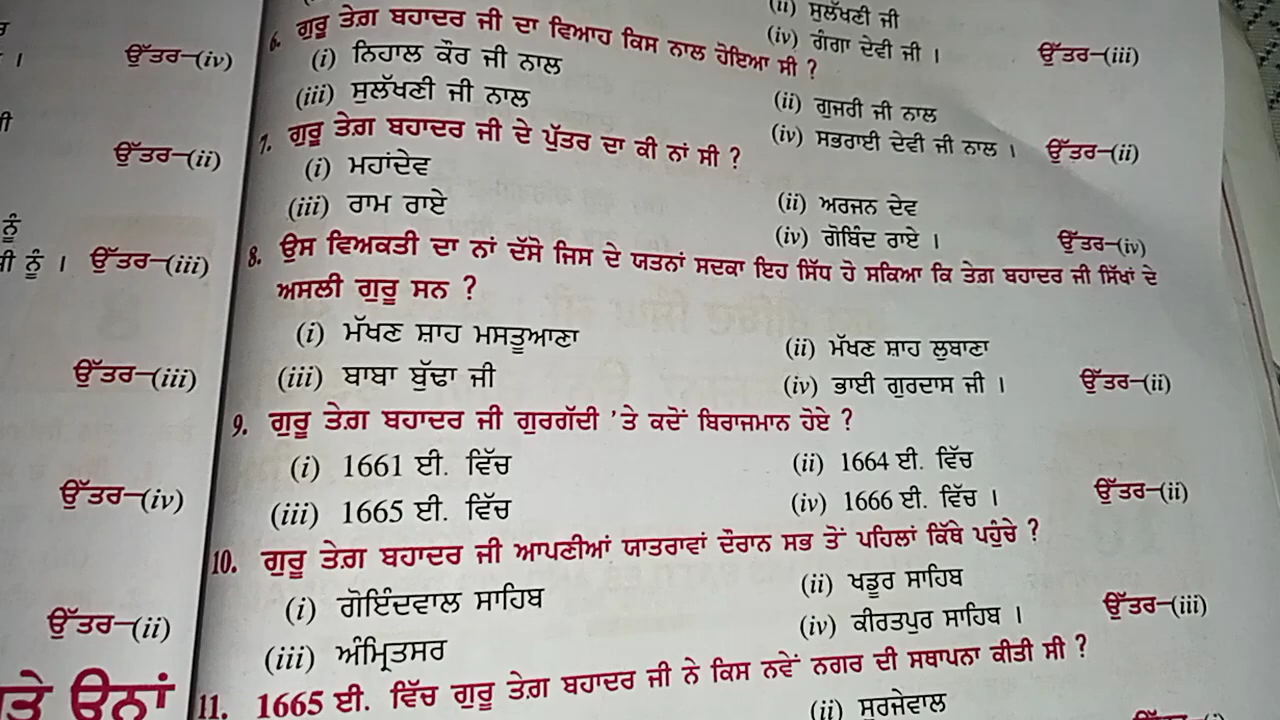 (ii) ਸੁਲੱਖਣੀ ਜੀ
(iv) ਗੰਗਾ ਦੇਵੀ ਜੀ । ਉੱਤਰ—(iii)
6. ਗੁਰੂ ਤੇਗ਼ ਬਹਾਦਰ ਜੀ ਦਾ ਵਿਆਹ ਕਿਸ ਨਾਲ ਹੋਇਆ ਸੀ ?
(i) ਨਿਹਾਲ ਕੌਰ ਜੀ ਨਾਲ (ii) ਗੁਜਰੀ ਜੀ ਨਾਲ
(iii) ਸੁਲੱਖਣੀ ਜੀ ਨਾਲ (iv) ਸਭਰਾਈ ਦੇਵੀ ਜੀ ਨਾਲ । ਉੱਤਰ—(ii)
7. ਗੁਰੂ ਤੇਗ਼ ਬਹਾਦਰ ਜੀ ਦੇ ਪੁੱਤਰ ਦਾ ਕੀ ਨਾਂ ਸੀ ?
(i) ਮਹਾਂਦੇਵ (ii) ਅਰਜਨ ਦੇਵ
(iii) ਰਾਮ ਰਾਏ (iv) ਗੋਬਿੰਦ ਰਾਏ । ਉੱਤਰ—(iv)
8. ਉਸ ਵਿਅਕਤੀ ਦਾ ਨਾਂ ਦੱਸੋ ਜਿਸ ਦੇ ਯਤਨਾਂ ਸਦਕਾ ਇਹ ਸਿੱਧ ਹੋ ਸਕਿਆ ਕਿ ਤੇਗ਼ ਬਹਾਦਰ ਜੀ ਸਿੱਖਾਂ ਦੇ
ਅਸਲੀ ਗੁਰੂ ਸਨ ?
(i) ਮੱਖਣ ਸ਼ਾਹ ਮਸਤੂਆਣਾ (ii) ਮੱਖਣ ਸ਼ਾਹ ਲੁਬਾਣਾ
(iii) ਬਾਬਾ ਬੁੱਢਾ ਜੀ (iv) ਭਾਈ ਗੁਰਦਾਸ ਜੀ । ਉੱਤਰ—(ii)
9. ਗੁਰੂ ਤੇਗ਼ ਬਹਾਦਰ ਜੀ ਗੁਰਗੱਦੀ ’ਤੇ ਕਦੋਂ ਬਿਰਾਜਮਾਨ ਹੋਏ ?
(i) 1661 ਈ. ਵਿੱਚ (ii) 1664 ਈ. ਵਿੱਚ
(iii) 1665 ਈ. ਵਿੱਚ (iv) 1666 ਈ. ਵਿੱਚ । ਉੱਤਰ—(ii)
10. ਗੁਰੂ ਤੇਗ਼ ਬਹਾਦਰ ਜੀ ਆਪਣੀਆਂ ਯਾਤਰਾਵਾਂ ਦੌਰਾਨ ਸਭ ਤੋਂ ਪਹਿਲਾਂ ਕਿੱਥੇ ਪਹੁੰਚੇ ?
(i) ਗੋਇੰਦਵਾਲ ਸਾਹਿਬ (ii) ਖਡੂਰ ਸਾਹਿਬ
(iii) ਅੰਮ੍ਰਿਤਸਰ (iv) ਕੀਰਤਪੁਰ ਸਾਹਿਬ । ਉੱਤਰ—(iii)
11. 1665 ਈ. ਵਿੱਚ ਗੁਰੂ ਤੇਗ਼ ਬਹਾਦਰ ਜੀ ਨੇ ਕਿਸ ਨਵੇਂ ਨਗਰ ਦੀ ਸਥਾਪਨਾ ਕੀਤੀ ਸੀ ?
(ii) ਸੂਰਜੇਵਾਲ
। ਉੱਤਰ—(iv)
ਉੱਤਰ—(ii)
ਨੂੰ
ਨੂੰ । ਉੱਤਰ—(iii)
ਉੱਤਰ—(iii)
ਉੱਤਰ—(iv)
ਉੱਤਰ—(ii)
ਤੇ ਉਨਾਂ